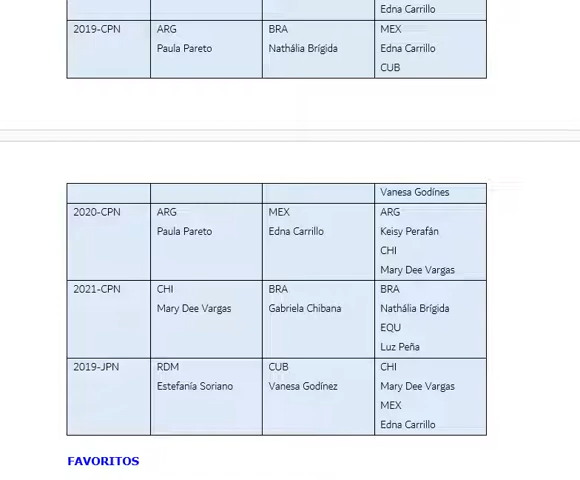 Edna Carrillo
2019-CPN ARG BRA MEX
Paula Pareto Nathália Brígida Edna Carrillo
CUB
Vanesa Godínes
2020-CPN ARG MEX ARG
Paula Pareto Edna Carrillo Keisy Perafán
CHI
Mary Dee Vargas
2021-CPN CHI BRA BRA
Mary Dee Vargas Gabriela Chibana Nathália Brígida
EQU
Luz Peña
2019-JPN RDM CUB CHI
Estefanía Soriano Vanesa Godínez Mary Dee Vargas
MEX
Edna Carrillo
FAVORITOS